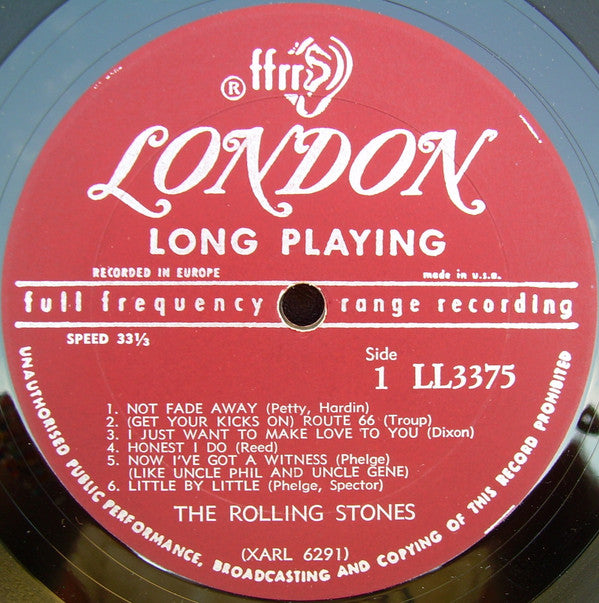 ffrr
®
LONDON
LONG PLAYING
RECORDED IN EUROPE made in U.S.A.
full frequency range recording
SPEED 33⅓
Side
1 LL3375
1. NOT FADE AWAY (Petty, Hardin)
2. (GET YOUR KICKS ON) ROUTE 66 (Troup)
3. I JUST WANT TO MAKE LOVE TO YOU (Dixon)
4. HONEST I DO (Reed)
5. NOW I'VE GOT A WITNESS (Phelge)
(LIKE UNCLE PHIL AND UNCLE GENE)
6. LITTLE BY LITTLE (Phelge, Spector)
THE ROLLING STONES
(XARL 6291)
UNAUTHORISED PUBLIC PERFORMANCE, BROADCASTING AND COPYING OF THIS RECORD PROHIBITED